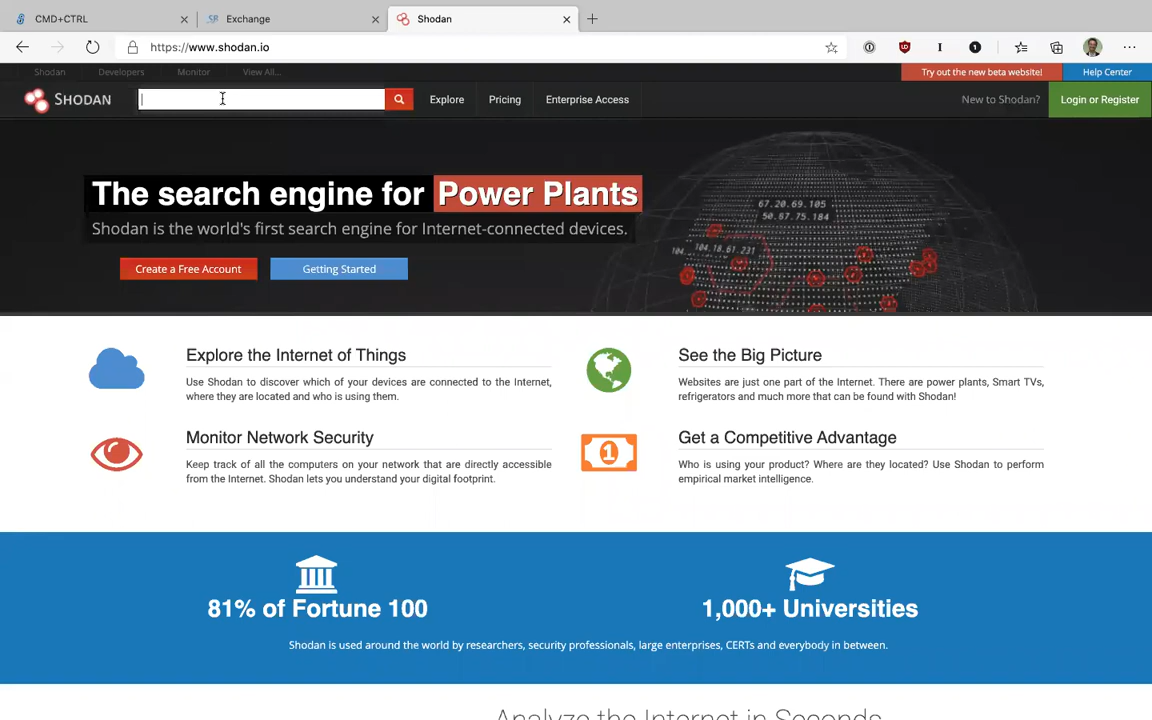 CMD+CTRL
Exchange
Shodan
https://www.shodan.io
Shodan
Developers
Monitor
View All...
Try out the new beta website!
Help Center
SHODAN
Explore
Pricing
Enterprise Access
New to Shodan?
Login or Register
The search engine for Power Plants
Shodan is the world's first search engine for Internet-connected devices.
Create a Free Account
Getting Started
67.20.69.105
50.67.75.184
104.18.61.231
104.
Explore the Internet of Things
Use Shodan to discover which of your devices are connected to the Internet,
where they are located and who is using them.
See the Big Picture
Websites are just one part of the Internet. There are power plants, Smart TVs,
refrigerators and much more that can be found with Shodan!
Monitor Network Security
Keep track of all the computers on your network that are directly accessible
from the Internet. Shodan lets you understand your digital footprint.
1
Get a Competitive Advantage
Who is using your product? Where are they located? Use Shodan to perform
empirical market intelligence.
81% of Fortune 100
1,000+ Universities
Shodan is used around the world by researchers, security professionals, large enterprises, CERTs and everybody in between.
Analyze the Internet in Seconds